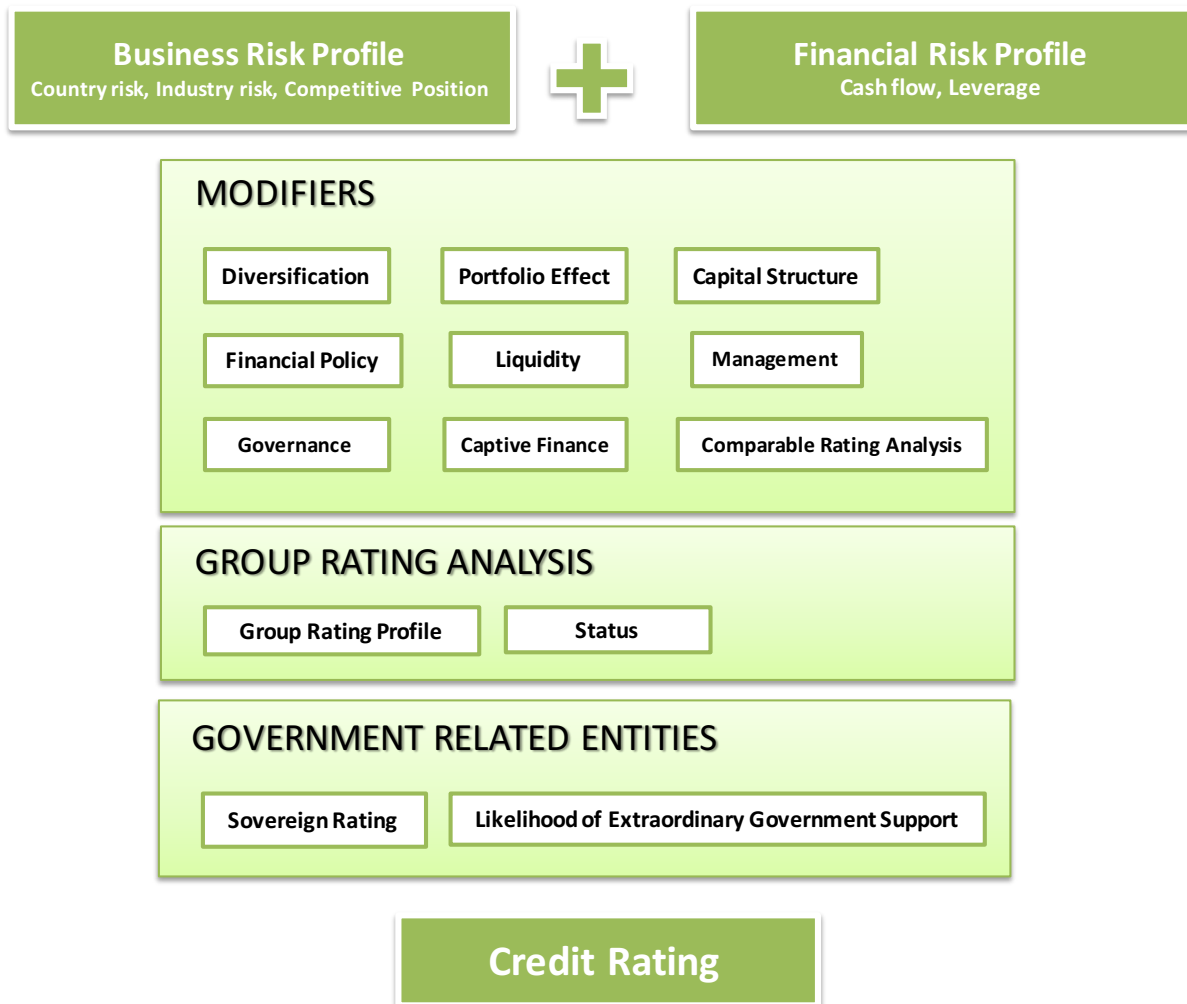 Business Risk Profile
Country risk, Industry risk, Competitive Position
Financial Risk Profile
Cash flow, Leverage
MODIFIERS
Diversification
Portfolio Effect
Capital Structure
Financial Policy
Liquidity
Management
Governance
Captive Finance
Comparable Rating Analysis
GROUP RATING ANALYSIS
Group Rating Profile
Status
GOVERNMENT RELATED ENTITIES
Sovereign Rating
Likelihood of Extraordinary Government Support
Credit Rating